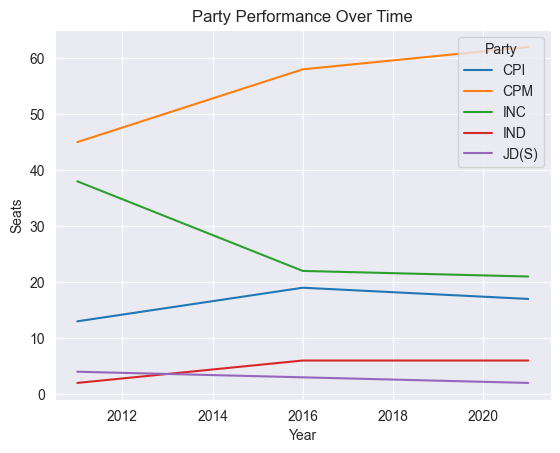 Party Performance Over Time
Party
CPI
CPM
INC
IND
JD(S)
Seats
60
50
40
30
20
10
0
2012 2014 2016 2018 2020
Year